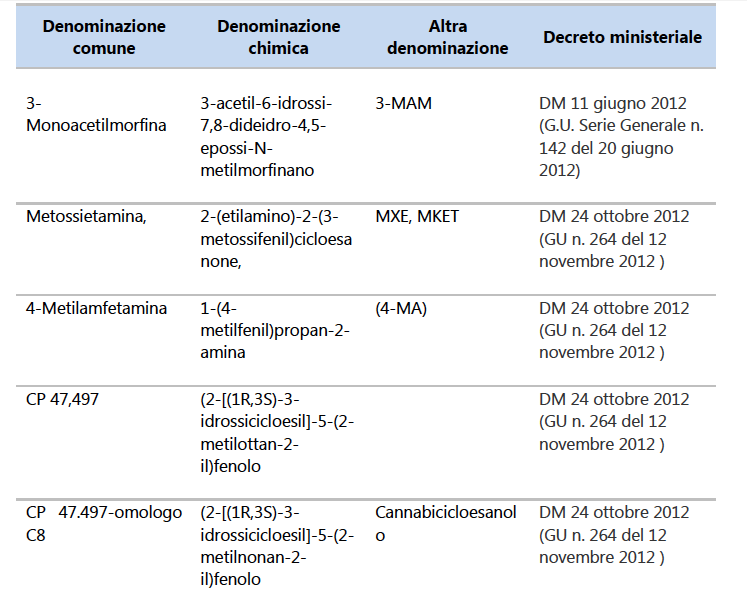 Denominazione comune
Denominazione chimica
Altra denominazione
Decreto ministeriale
3-
Monoacetilmorfina
3-acetil-6-idrossi-
7,8-dideidro-4,5-
epossi-N-
metilmorfinano
3-MAM
DM 11 giugno 2012
(G.U. Serie Generale n.
142 del 20 giugno
2012)
Metossietamina,
2-(etilamino)-2-(3-
metossifenil)cicloesa
none,
MXE, MKET
DM 24 ottobre 2012
(GU n. 264 del 12
novembre 2012 )
4-Metilamfetamina
1-(4-
metilfenil)propan-2-
amina
(4-MA)
DM 24 ottobre 2012
(GU n. 264 del 12
novembre 2012 )
CP 47,497
(2-[(1R,3S)-3-
idrossicicloesil]-5-(2-
metilottan-2-
il)fenolo
DM 24 ottobre 2012
(GU n. 264 del 12
novembre 2012 )
CP 47.497-omologo
C8
(2-[(1R,3S)-3-
idrossicicloesil]-5-(2-
metilnonan-2-
il)fenolo
Cannabicicloesanol
o
DM 24 ottobre 2012
(GU n. 264 del 12
novembre 2012 )